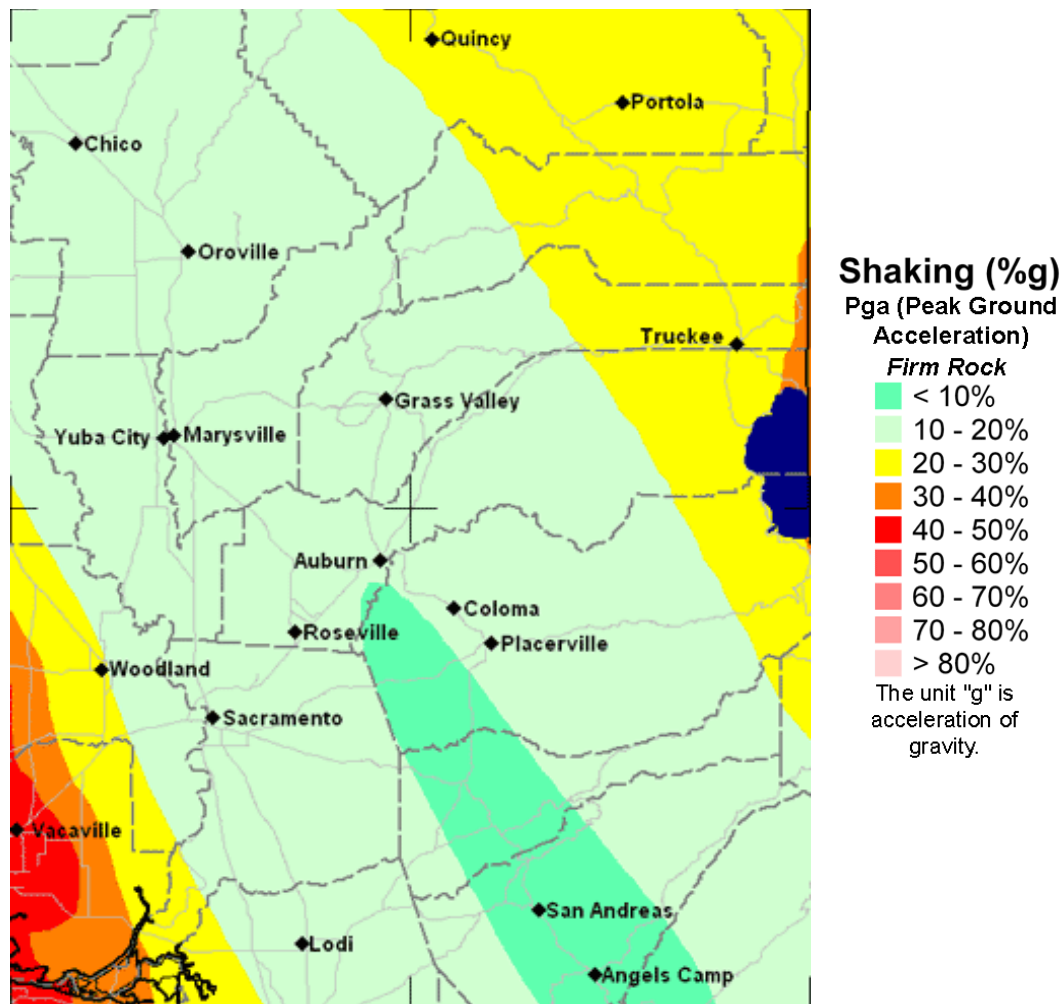 Quincy
Portola
Chico
Oroville
Truckee
Grass Valley
Yuba City
Marysville
Auburn
Coloma
Roseville
Placerville
Woodland
Sacramento
Vacaville
San Andreas
Lodi
Angels Camp
Shaking (%g)
Pga (Peak Ground
Acceleration)
Firm Rock
< 10%
10 - 20%
20 - 30%
30 - 40%
40 - 50%
50 - 60%
60 - 70%
70 - 80%
> 80%
The unit "g" is
acceleration of
gravity.